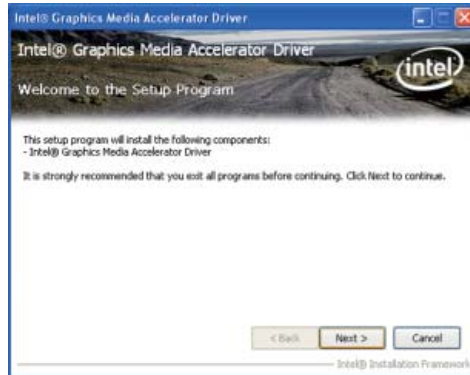 Intel® Graphics Media Accelerator Driver
Intel® Graphics Media Accelerator Driver
intel
Welcome to the Setup Program
This setup program will install the following components:
- Intel® Graphics Media Accelerator Driver
It is strongly recommended that you exit all programs before continuing. Click Next to continue.
< Back Next > Cancel
Intel® Installation Framework